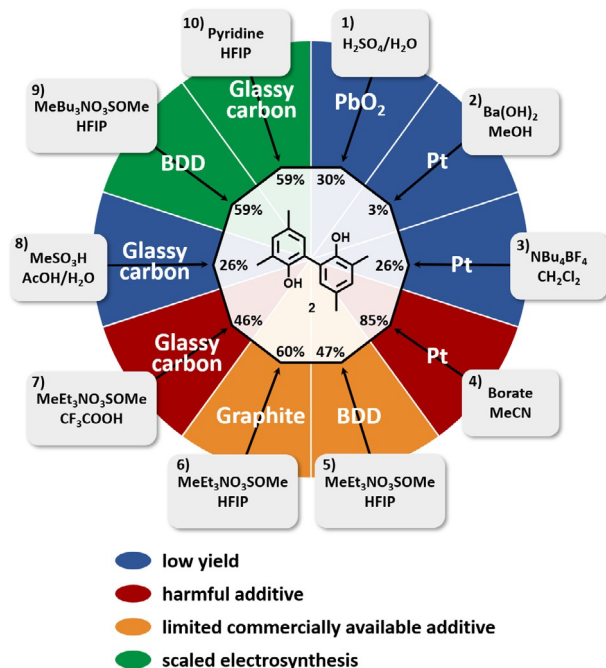 1)
H2SO4/H2O
PbO2
30%
2)
Ba(OH)2
MeOH
Pt
3%
3)
NBu4BF4
CH2Cl2
Pt
26%
4)
Borate
MeCN
Pt
85%
5)
MeEt3NO3SOMe
HFIP
BDD
47%
6)
MeEt3NO3SOMe
HFIP
Graphite
60%
7)
MeEt3NO3SOMe
CF3COOH
Glassy
carbon
46%
8)
MeSO3H
AcOH/H2O
Glassy
carbon
26%
9)
MeBu3NO3SOMe
HFIP
BDD
59%
10)
Pyridine
HFIP
Glassy
carbon
59%
OH
OH
2
low yield
harmful additive
limited commercially available additive
scaled electrosynthesis